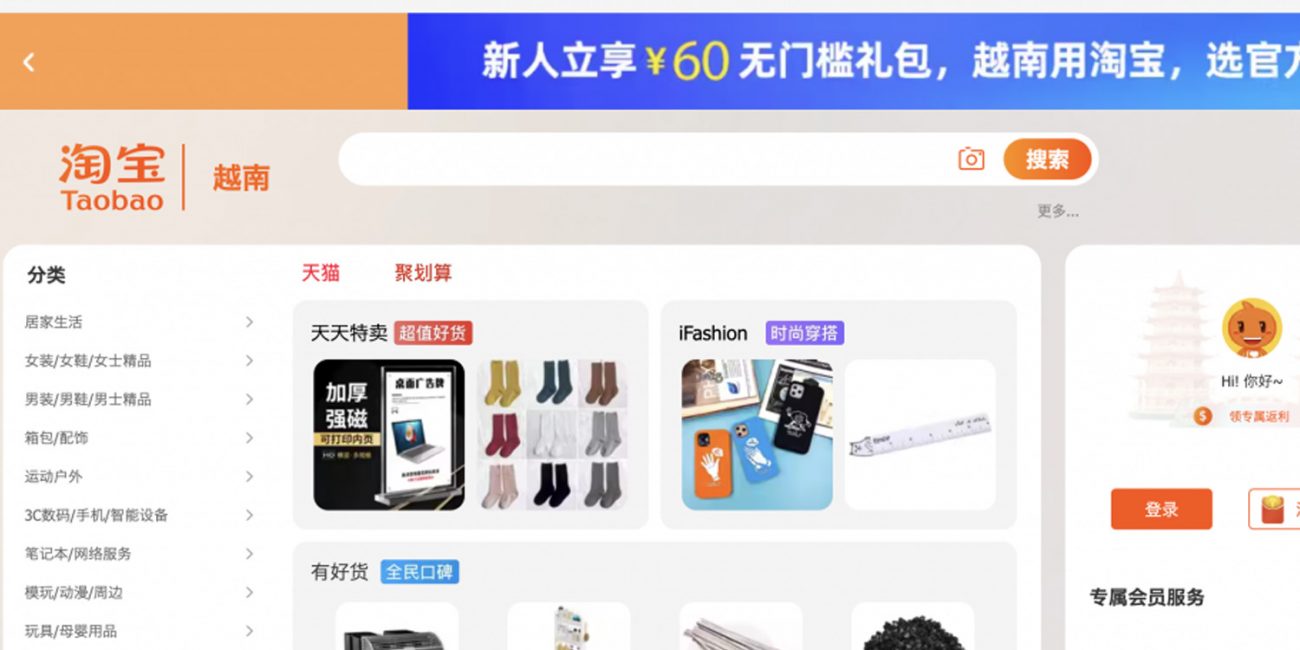 新人立享¥60无门槛礼包，越南用淘宝，选官方
淘宝
Taobao
越南
搜索
更多...
分类
居家生活
女装/女鞋/女士精品
男装/男鞋/男士精品
箱包/配饰
运动户外
3C数码/手机/智能设备
笔记本/网络服务
模玩/动漫/周边
玩具/母婴用品
天猫 聚划算
天天特卖 超值好货
加厚
强磁
可打印内页
桌面广告牌
iFashion 时尚穿搭
有好货 全民口碑
Hi! 你好~
领专属返利
登录
专属会员服务